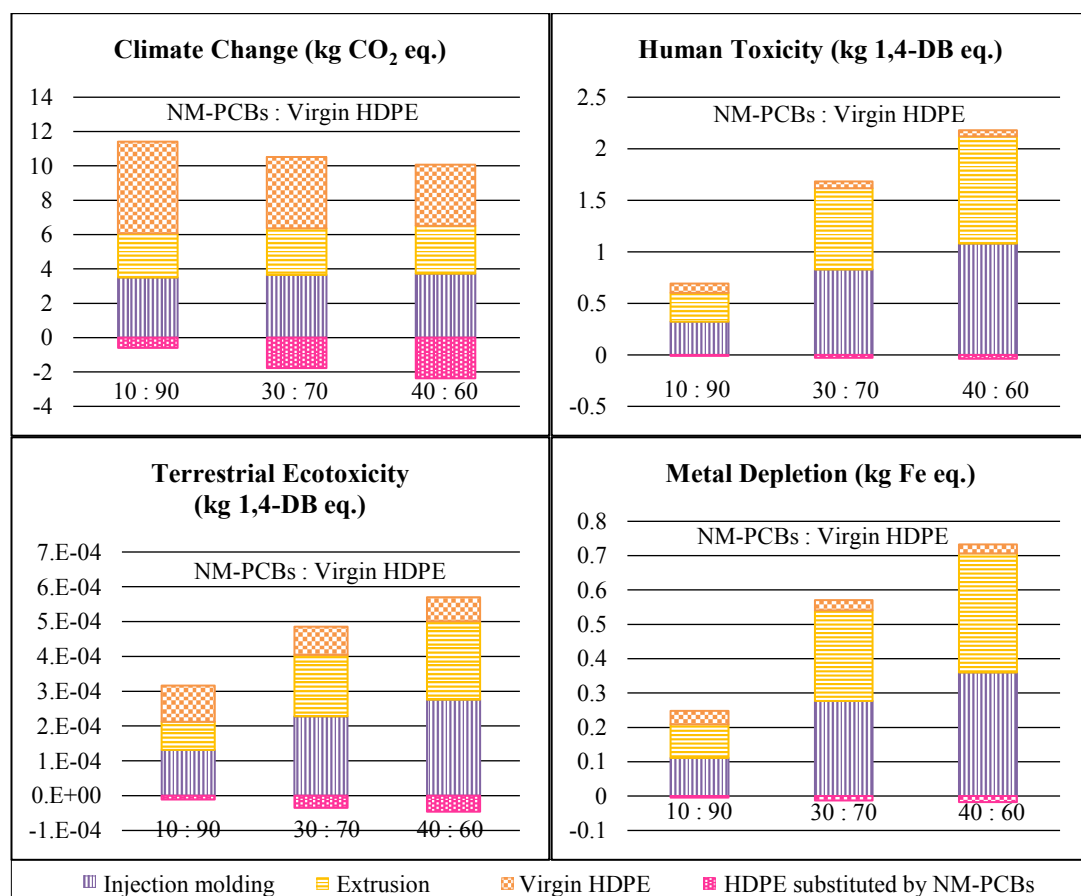 Climate Change (kg CO₂ eq.)
14
12
10
8
6
4
2
0
-2
-4
NM-PCBs : Virgin HDPE
10 : 90
30 : 70
40 : 60
Human Toxicity (kg 1,4-DB eq.)
2.5
2
1.5
1
0.5
0
-0.5
NM-PCBs : Virgin HDPE
10 : 90
30 : 70
40 : 60
Terrestrial Ecotoxicity
(kg 1,4-DB eq.)
7.E-04
6.E-04
5.E-04
4.E-04
3.E-04
2.E-04
1.E-04
0.E+00
-1.E-04
NM-PCBs : Virgin HDPE
10 : 90
30 : 70
40 : 60
Metal Depletion (kg Fe eq.)
0.8
0.7
0.6
0.5
0.4
0.3
0.2
0.1
0
-0.1
NM-PCBs : Virgin HDPE
10 : 90
30 : 70
40 : 60
Injection molding
Extrusion
Virgin HDPE
HDPE substituted by NM-PCBs